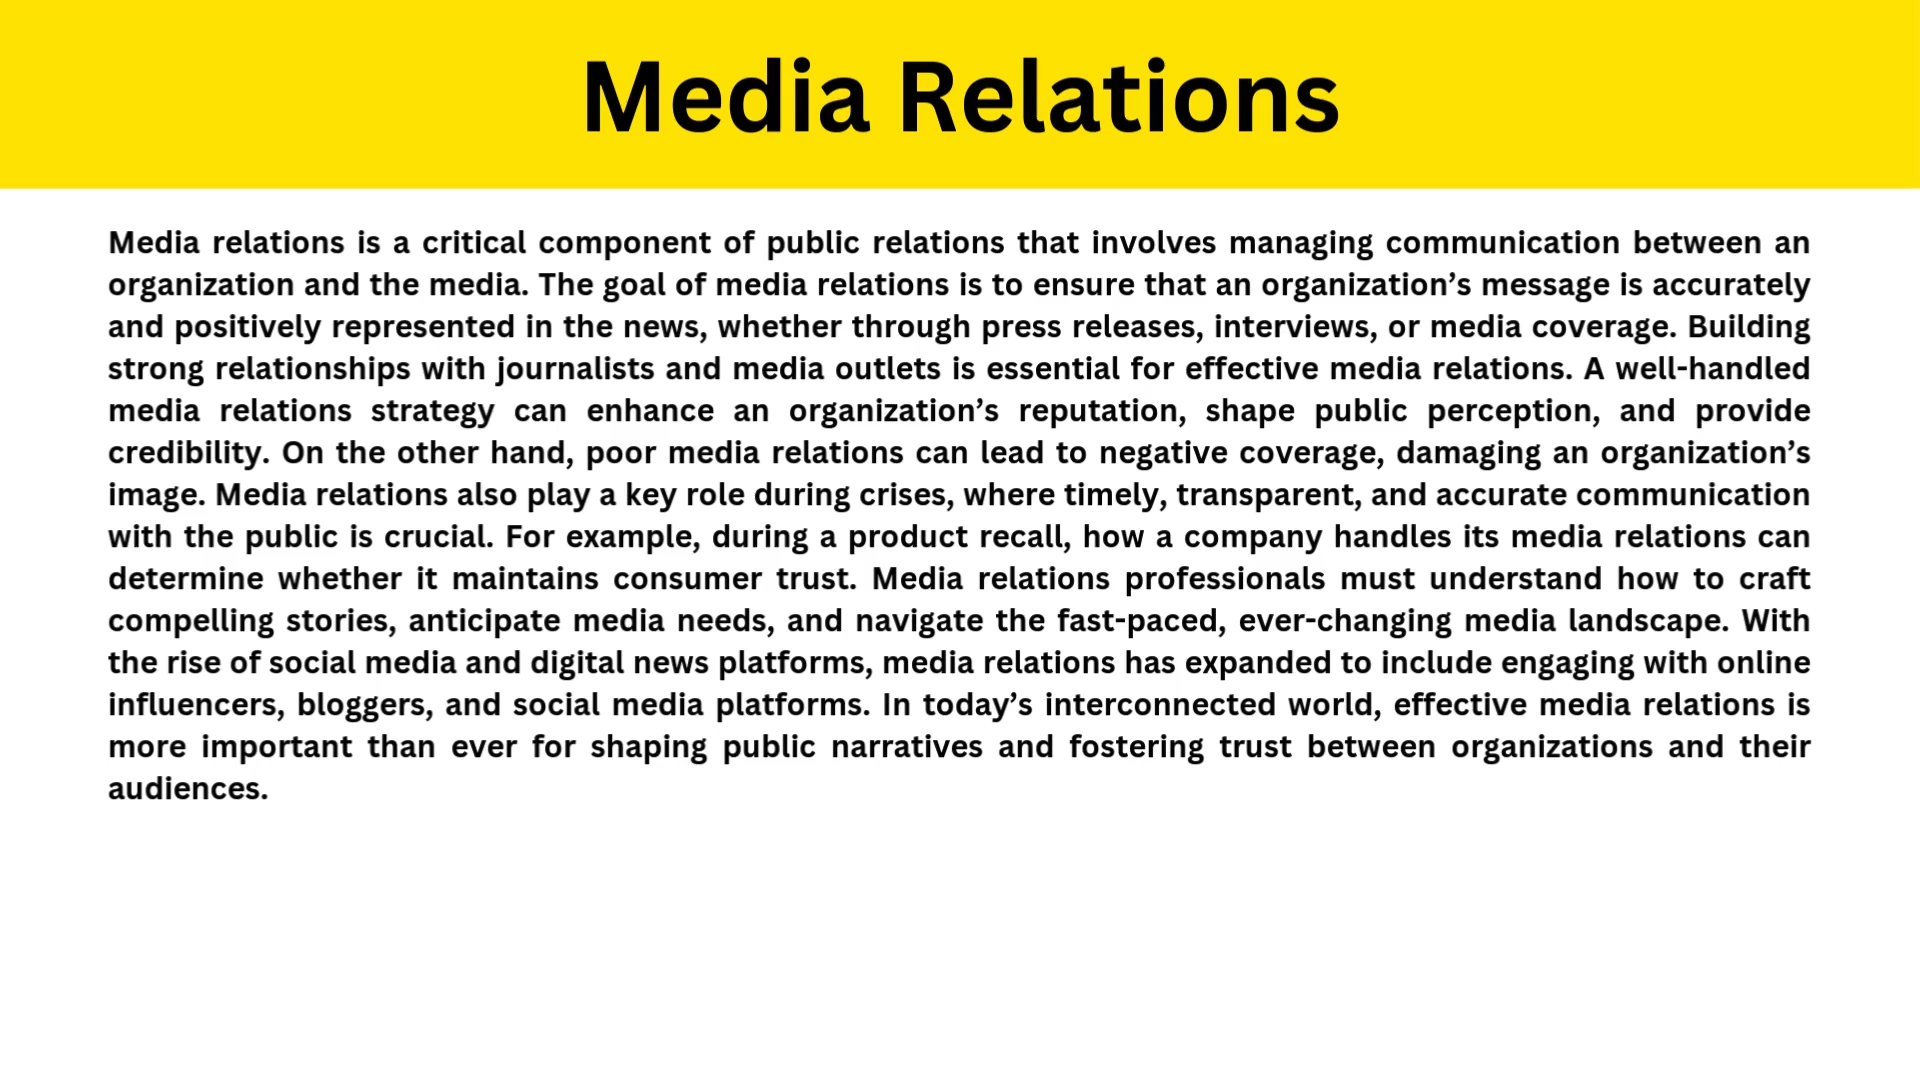 Media Relations
Media relations is a critical component of public relations that involves managing communication between an
organization and the media. The goal of media relations is to ensure that an organization’s message is accurately
and positively represented in the news, whether through press releases, interviews, or media coverage. Building
strong relationships with journalists and media outlets is essential for effective media relations. A well-handled
media relations strategy can enhance an organization’s reputation, shape public perception, and provide
credibility. On the other hand, poor media relations can lead to negative coverage, damaging an organization’s
image. Media relations also play a key role during crises, where timely, transparent, and accurate communication
with the public is crucial. For example, during a product recall, how a company handles its media relations can
determine whether it maintains consumer trust. Media relations professionals must understand how to craft
compelling stories, anticipate media needs, and navigate the fast-paced, ever-changing media landscape. With
the rise of social media and digital news platforms, media relations has expanded to include engaging with online
influencers, bloggers, and social media platforms. In today’s interconnected world, effective media relations is
more important than ever for shaping public narratives and fostering trust between organizations and their
audiences.